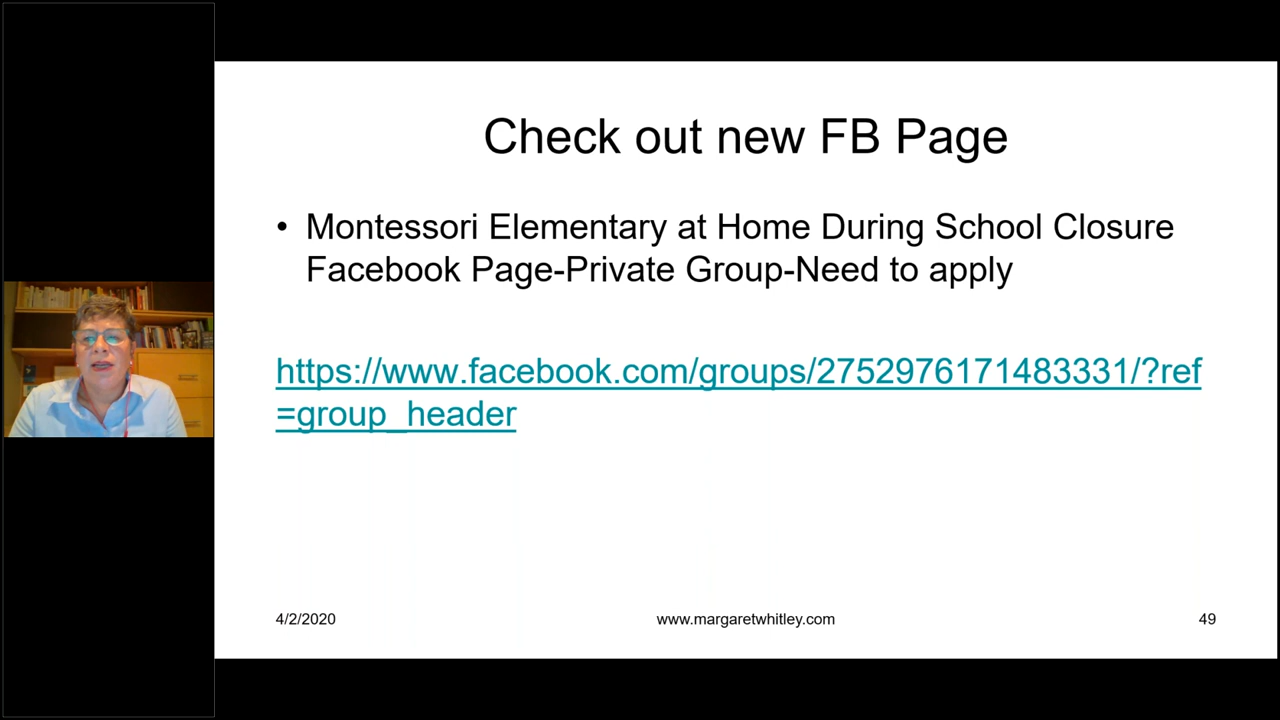 Check out new FB Page
• Montessori Elementary at Home During School Closure
Facebook Page-Private Group-Need to apply
https://www.facebook.com/groups/2752976171483331/?ref
=group_header
4/2/2020 www.margaretwhitley.com 49